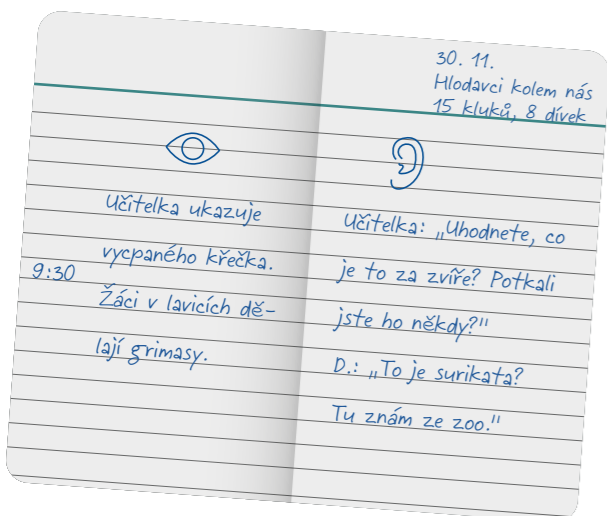 30. 11.
Hlodavci kolem nás
15 kluků, 8 dívek
Učitelka ukazuje
vycpaného křečka.
9:30
Žáci v lavicích dě-
lají grimasy.
Učitelka: „Uhodnete, co
je to za zvíře? Potkali
jste ho někdy?"
D.: „To je surikata?
Tu znám ze zoo."